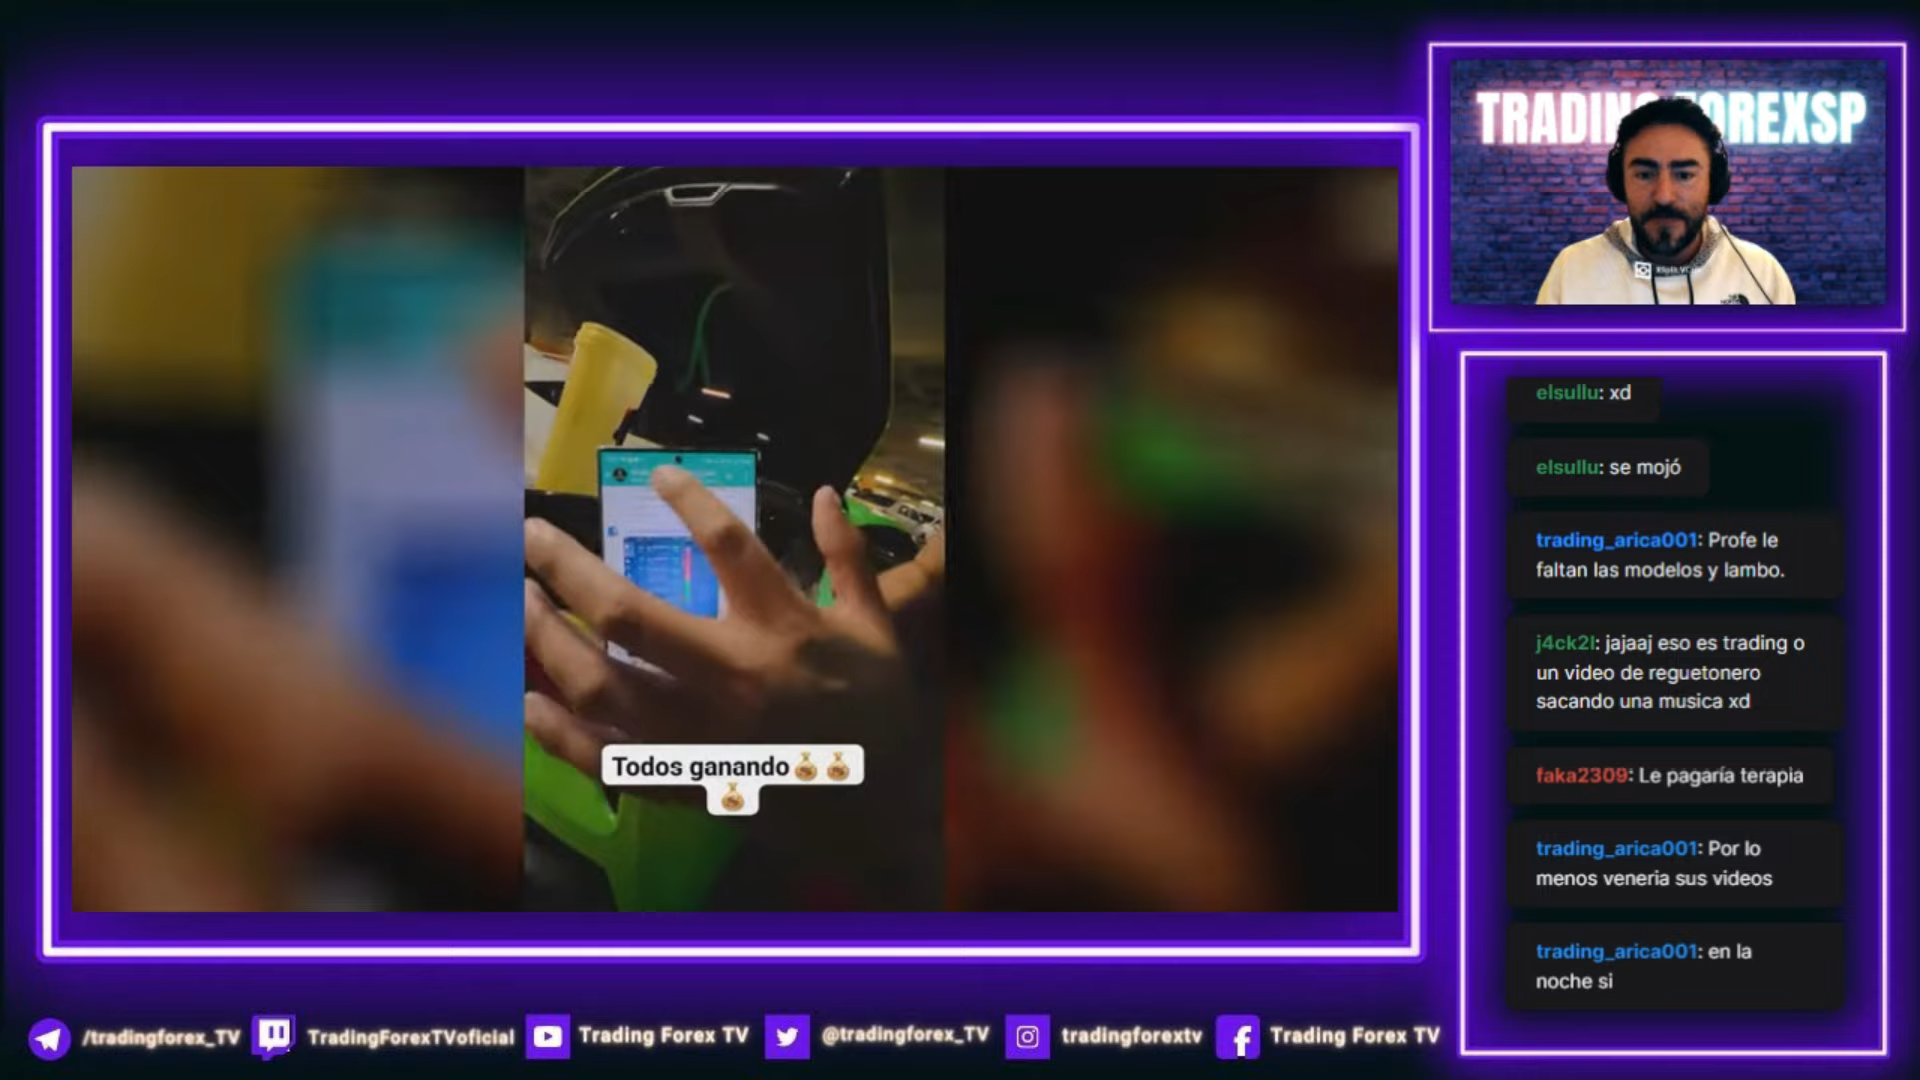 TRADIN OREXSP
elsullu: xd
elsullu: se mojó
trading_arica001: Profe le
faltan las modelos y lambo.
j4ck2l: jajaaj eso es trading o
un video de reguetonero
sacando una musica xd
faka2309: Le pagaría terapia
trading_arica001: Por lo
menos veneria sus videos
trading_arica001: en la
noche si
Todos ganando💰💰
💰
/tradingforex_TV
TradingForexTVoficial
Trading Forex TV
@tradingforex_TV
tradingforextv
Trading Forex TV